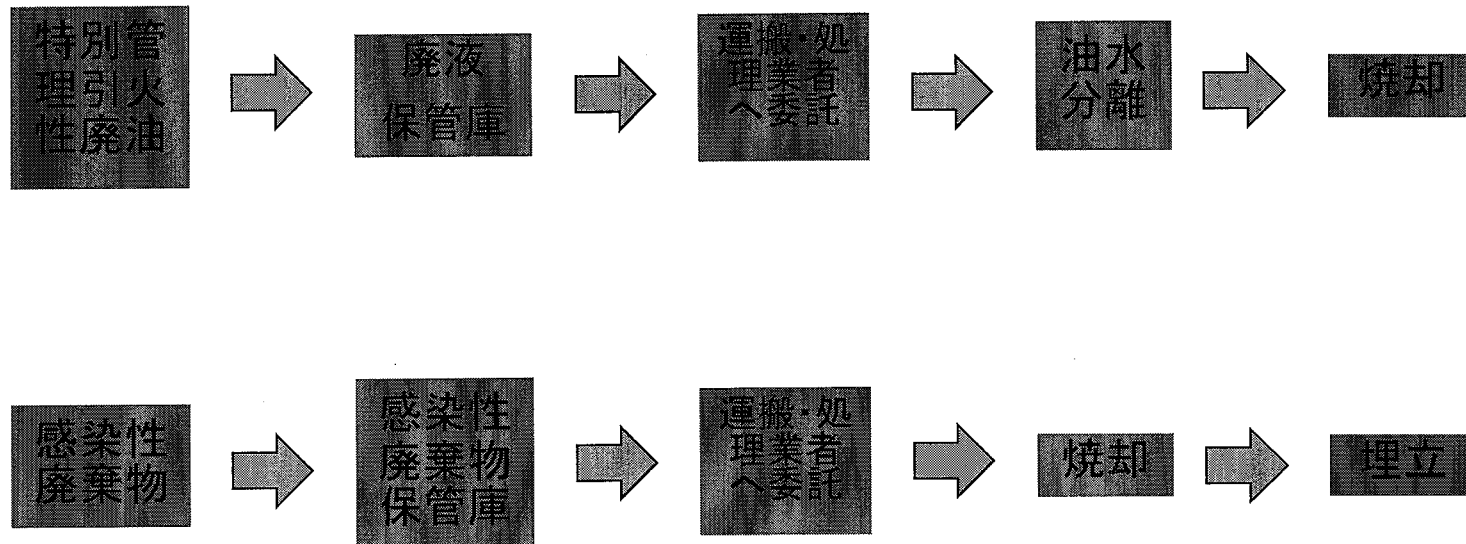 特別管
理引火
性廃油
廃液
保管庫
運搬・処
理業者
へ委託
油水
分離
焼却
感染性
廃棄物
感染性
廃棄物
保管庫
運搬・処
理業者
へ委託
焼却
埋立